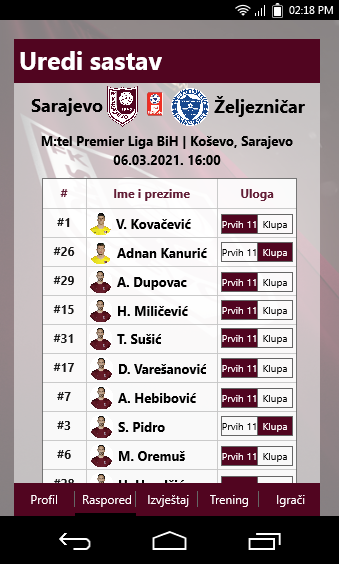 02:18 PM
Uredi sastav
Sarajevo Željezničar
M:tel Premier Liga BiH | Koševo, Sarajevo
06.03.2021. 16:00
# Ime i prezime Uloga
#1 V. Kovačević Prvih 11 Klupa
#26 Adnan Kanurić Prvih 11 Klupa
#29 A. Dupovac Prvih 11 Klupa
#15 H. Miličević Prvih 11 Klupa
#31 T. Sušić Prvih 11 Klupa
#17 D. Varešanović Prvih 11 Klupa
#7 A. Hebibović Prvih 11 Klupa
#3 S. Pidro Prvih 11 Klupa
#6 M. Oremuš Prvih 11 Klupa
Profil Raspored Izvještaj Trening Igrači